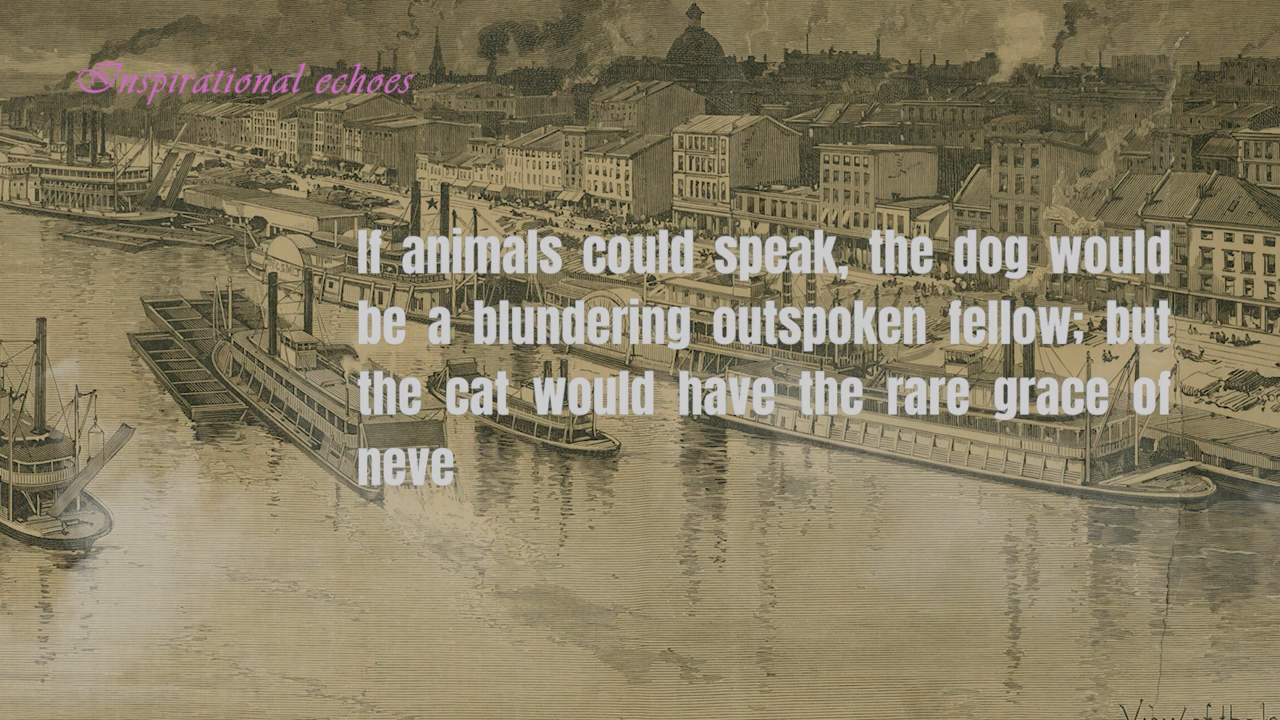 Inspirational echoes
If animals could speak, the dog would
be a blundering outspoken fellow; but
the cat would have the rare grace of
neve